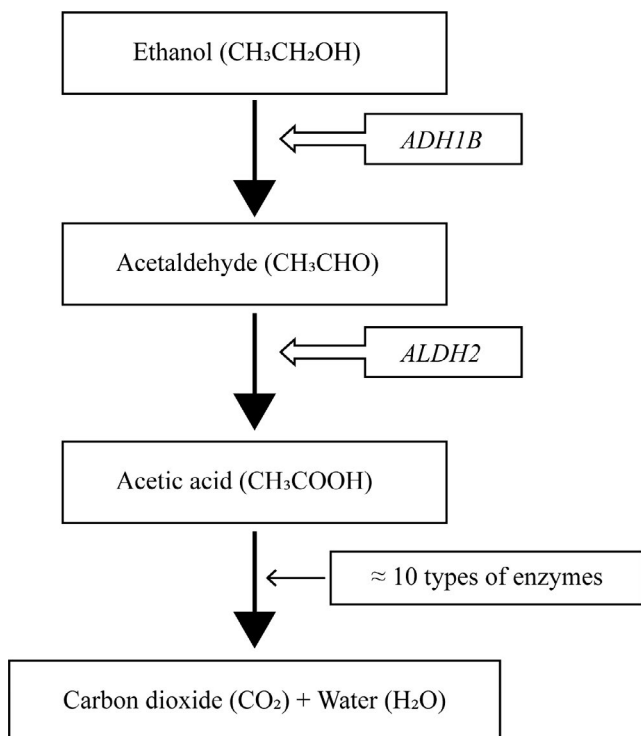 Ethanol (CH₃CH₂OH)
ADH1B
Acetaldehyde (CH₃CHO)
ALDH2
Acetic acid (CH₃COOH)
≈ 10 types of enzymes
Carbon dioxide (CO₂) + Water (H₂O)